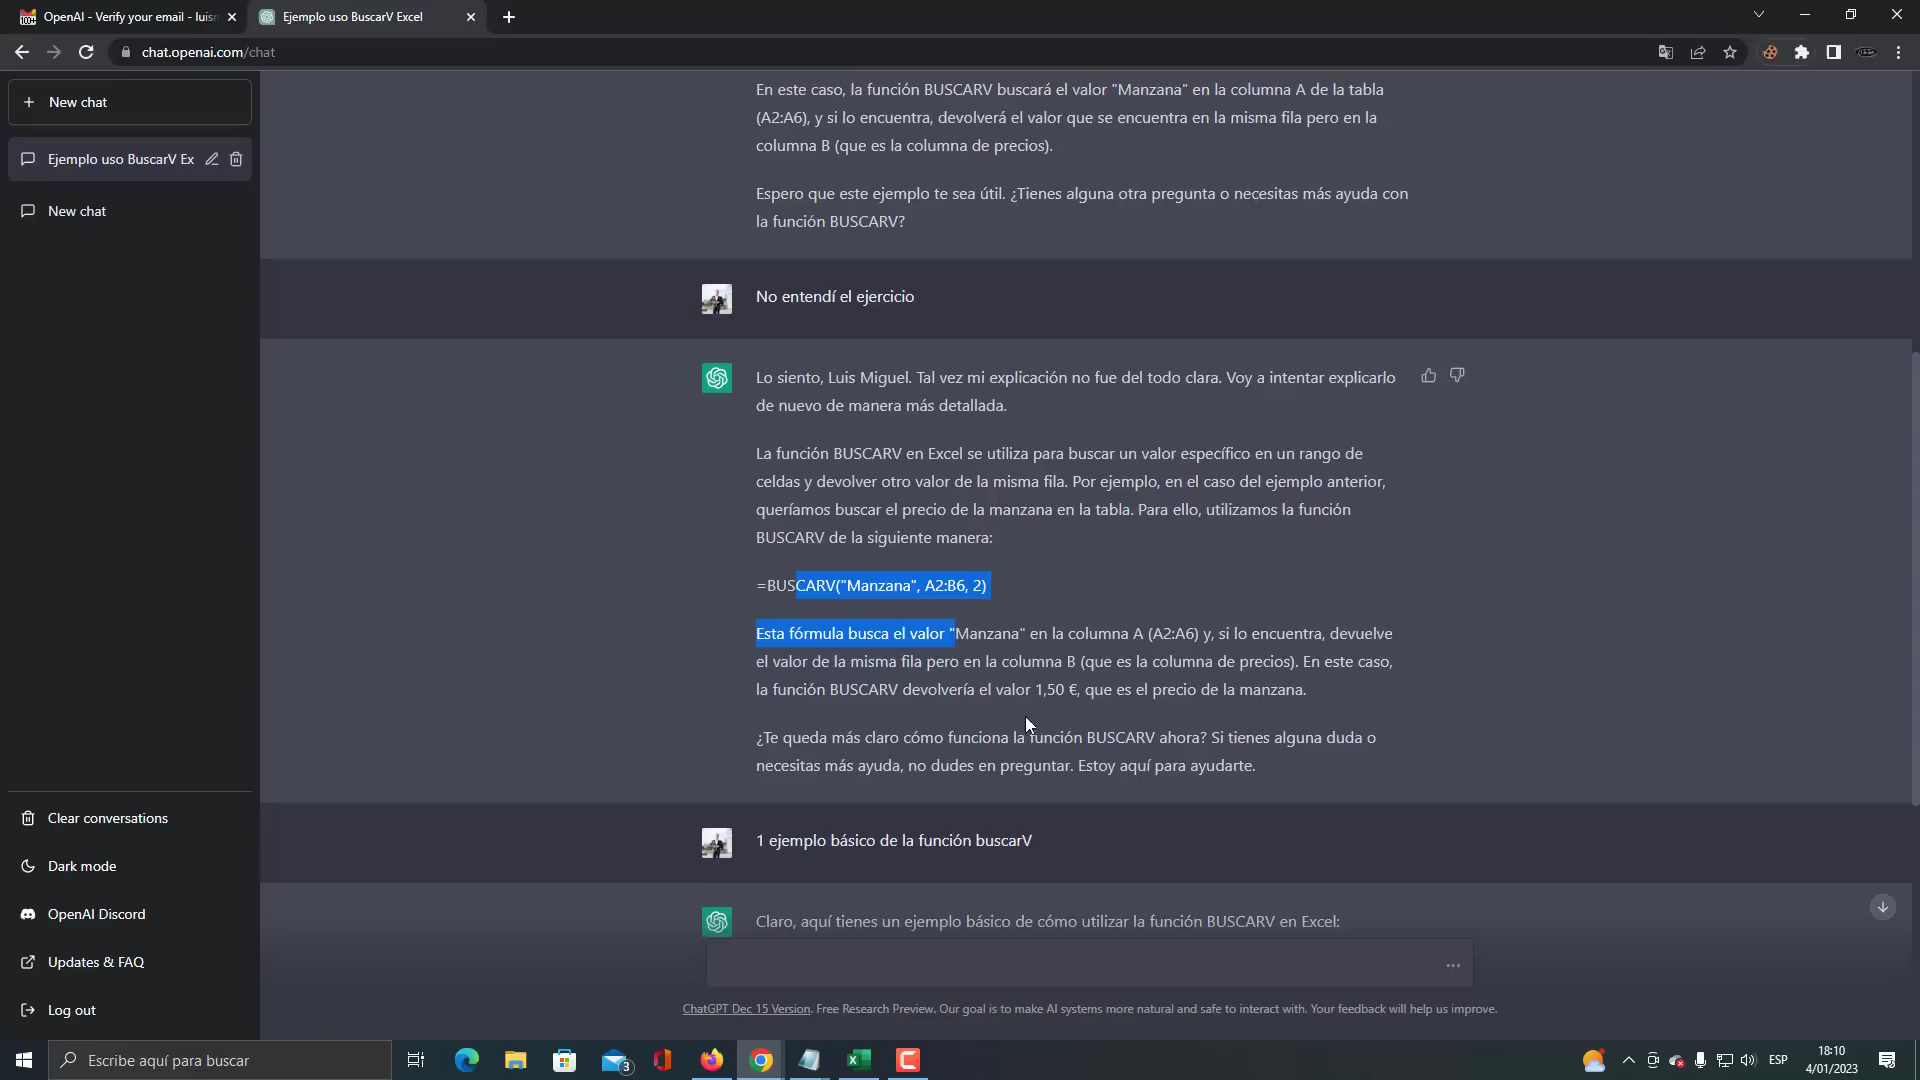 OpenAI - Verify your email - luism
Ejemplo uso BuscarV Excel
chat.openai.com/chat
New chat
Ejemplo uso BuscarV Ex
New chat
En este caso, la función BUSCARV buscará el valor "Manzana" en la columna A de la tabla
(A2:A6), y si lo encuentra, devolverá el valor que se encuentra en la misma fila pero en la
columna B (que es la columna de precios).
Espero que este ejemplo te sea útil. ¿Tienes alguna otra pregunta o necesitas más ayuda con
la función BUSCARV?
No entendí el ejercicio
Lo siento, Luis Miguel. Tal vez mi explicación no fue del todo clara. Voy a intentar explicarlo
de nuevo de manera más detallada.
La función BUSCARV en Excel se utiliza para buscar un valor específico en un rango de
celdas y devolver otro valor de la misma fila. Por ejemplo, en el caso del ejemplo anterior,
queríamos buscar el precio de la manzana en la tabla. Para ello, utilizamos la función
BUSCARV de la siguiente manera:
=BUSCARV("Manzana", A2:B6, 2)
Esta fórmula busca el valor "Manzana" en la columna A (A2:A6) y, si lo encuentra, devuelve
el valor de la misma fila pero en la columna B (que es la columna de precios). En este caso,
la función BUSCARV devolvería el valor 1,50 €, que es el precio de la manzana.
¿Te queda más claro cómo funciona la función BUSCARV ahora? Si tienes alguna duda o
necesitas más ayuda, no dudes en preguntar. Estoy aquí para ayudarte.
1 ejemplo básico de la función buscarV
Claro, aquí tienes un ejemplo básico de cómo utilizar la función BUSCARV en Excel:
Clear conversations
Dark mode
OpenAI Discord
Updates & FAQ
Log out
ChatGPT Dec 15 Version. Free Research Preview. Our goal is to make AI systems more natural and safe to interact with. Your feedback will help us improve.
Escribe aquí para buscar
3
ESP
18:10
4/01/2023